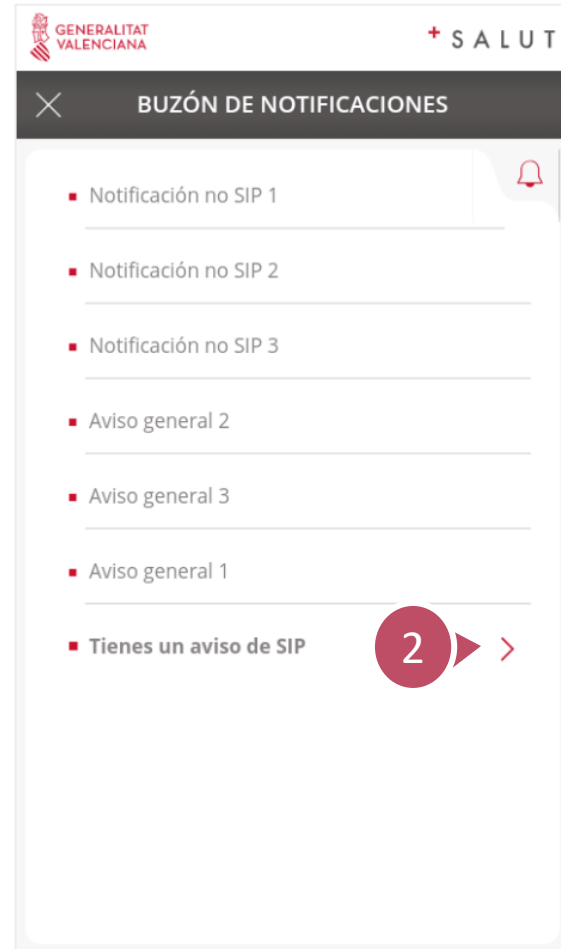 GENERALITAT
VALENCIANA
+ SALUT
BUZÓN DE NOTIFICACIONES
Notificación no SIP 1
Notificación no SIP 2
Notificación no SIP 3
Aviso general 2
Aviso general 3
Aviso general 1
Tienes un aviso de SIP
2